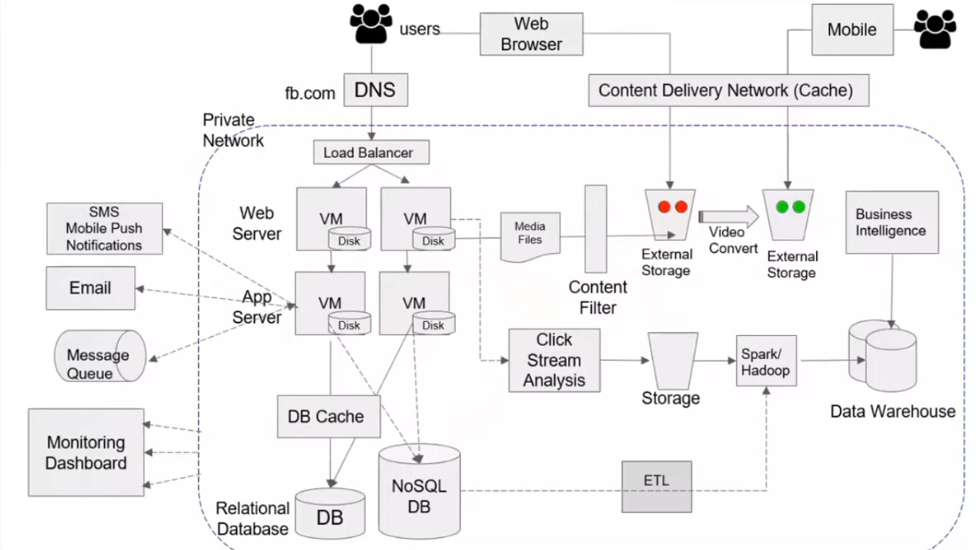 users
Web
Browser
Mobile
fb.com
DNS
Content Delivery Network (Cache)
Private
Network
Load Balancer
SMS
Mobile Push
Notifications
Web
Server
VM
Disk
VM
Disk
Media
Files
Content
Filter
External
Storage
Video
Convert
External
Storage
Business
Intelligence
Email
App
Server
VM
Disk
VM
Disk
Message
Queue
Click
Stream
Analysis
Storage
Spark/
Hadoop
Data Warehouse
DB Cache
Monitoring
Dashboard
Relational
Database
DB
NoSQL
DB
ETL